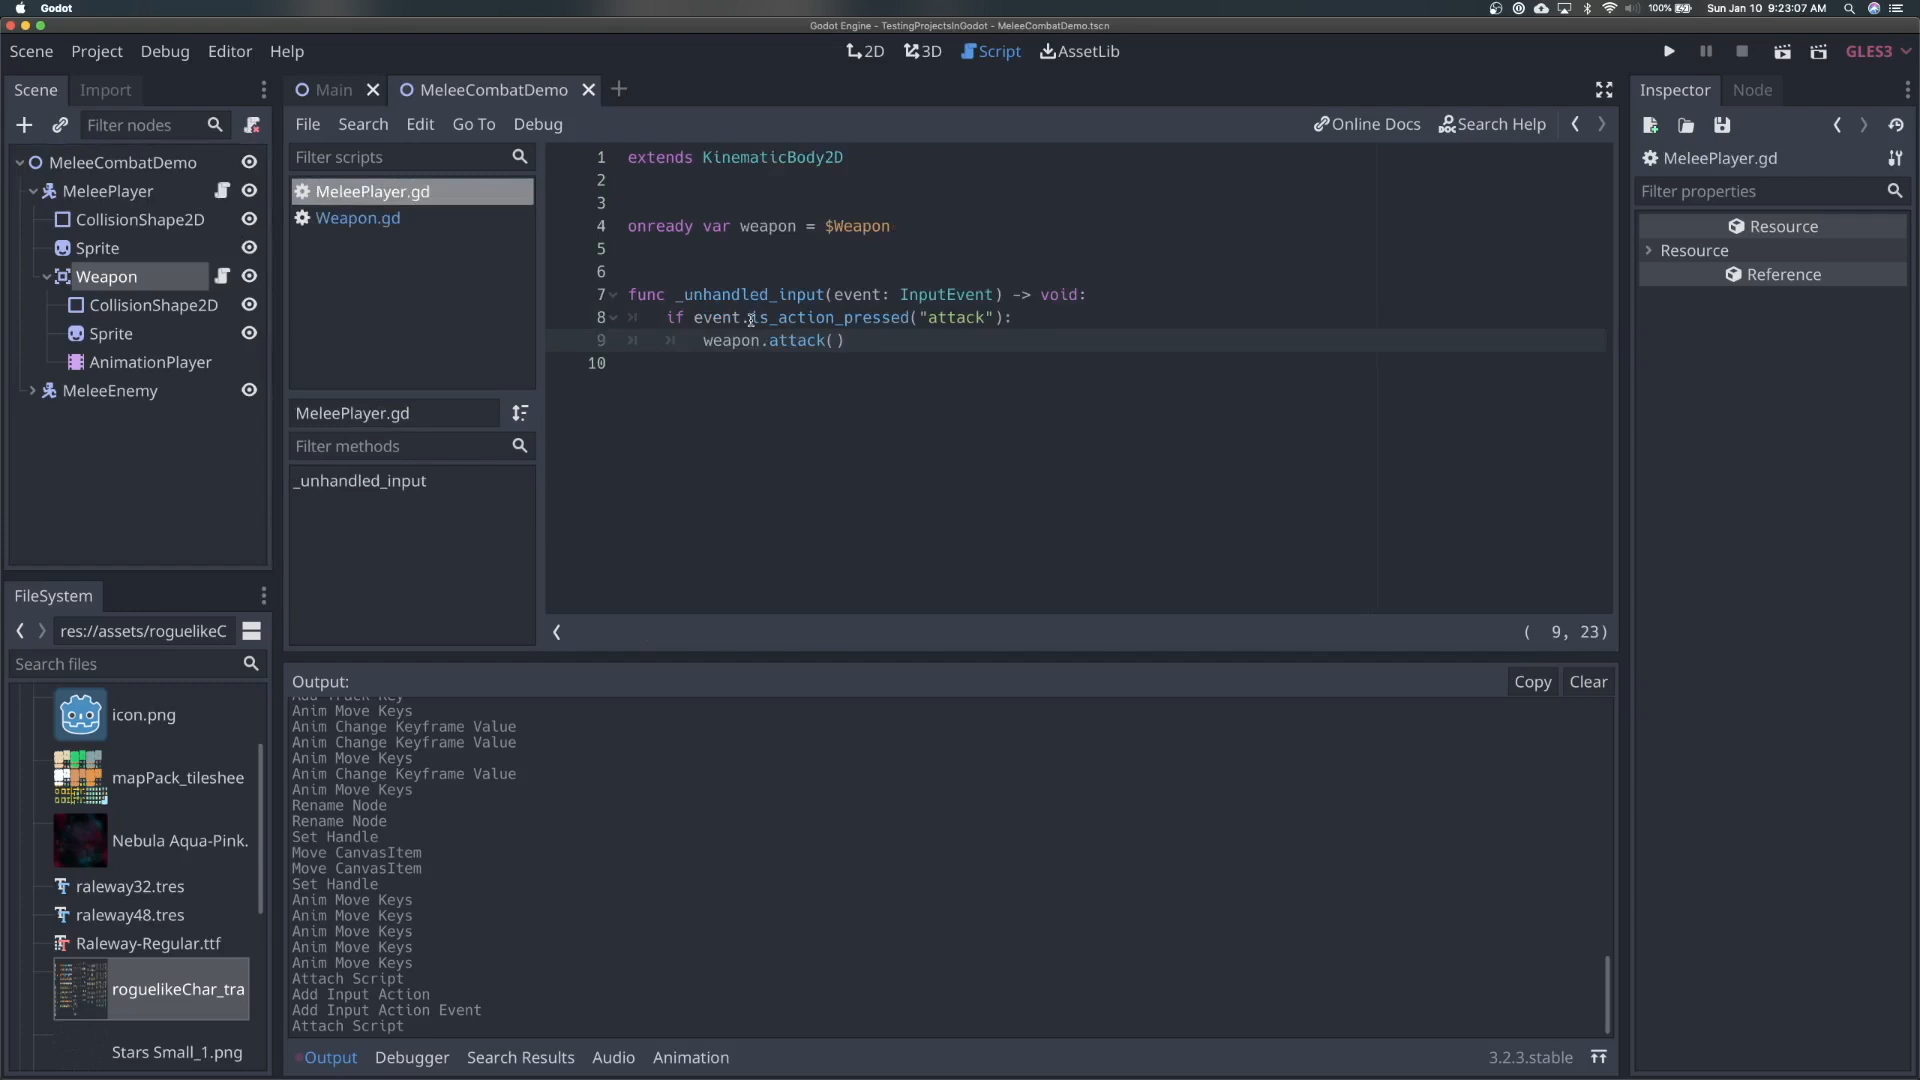 Godot
100%
Sun Jan 10 9:23:07 AM
Godot Engine - TestingProjectsInGodot - MeleeCombatDemo.tscn
Scene Project Debug Editor Help
2D 3D Script AssetLib
GLES3
Scene Import
Main MeleeCombatDemo
Inspector Node
Filter nodes
File Search Edit Go To Debug
Online Docs Search Help
MeleeCombatDemo
MeleePlayer
CollisionShape2D
Sprite
Weapon
CollisionShape2D
Sprite
AnimationPlayer
MeleeEnemy
Filter scripts
MeleePlayer.gd
Weapon.gd
MeleePlayer.gd
Filter methods
_unhandled_input
1 extends KinematicBody2D
2
3
4 onready var weapon = $Weapon
5
6
7 func _unhandled_input(event: InputEvent) -> void:
8 if event.is_action_pressed("attack"):
9 weapon.attack()
10
( 9, 23)
MeleePlayer.gd
Filter properties
Resource
Resource
Reference
FileSystem
res://assets/roguelikeC
Search files
icon.png
mapPack_tileshee
Nebula Aqua-Pink.
raleway32.tres
raleway48.tres
Raleway-Regular.ttf
roguelikeChar_tra
Stars Small_1.png
Output:
Copy Clear
Add Track Key
Anim Move Keys
Anim Change Keyframe Value
Anim Change Keyframe Value
Anim Move Keys
Anim Change Keyframe Value
Anim Move Keys
Rename Node
Rename Node
Set Handle
Move CanvasItem
Move CanvasItem
Set Handle
Anim Move Keys
Anim Move Keys
Anim Move Keys
Anim Move Keys
Anim Move Keys
Attach Script
Add Input Action
Add Input Action Event
Attach Script
Output Debugger Search Results Audio Animation
3.2.3.stable